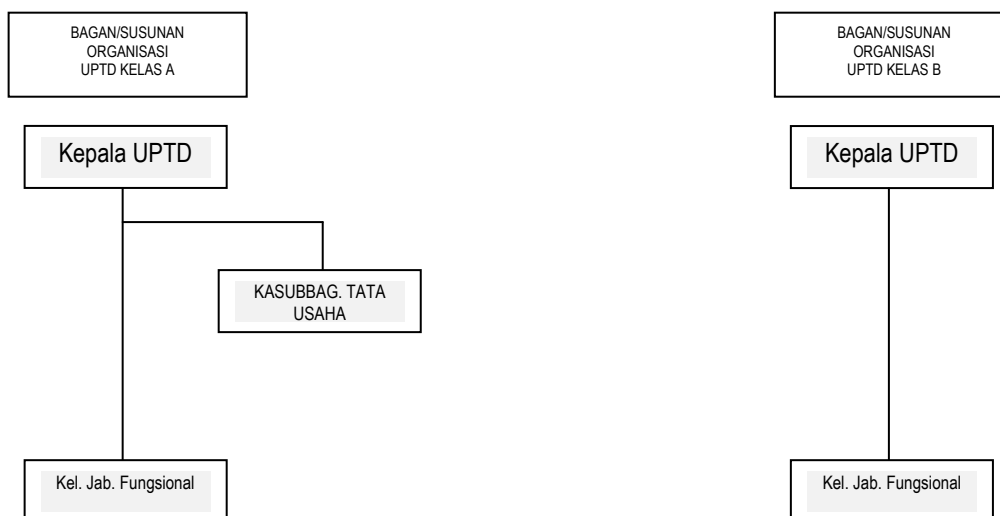 BAGAN/SUSUNAN
ORGANISASI
UPTD KELAS A
Kepala UPTD
KASUBBAG. TATA
USAHA
Kel. Jab. Fungsional
BAGAN/SUSUNAN
ORGANISASI
UPTD KELAS B
Kepala UPTD
Kel. Jab. Fungsional